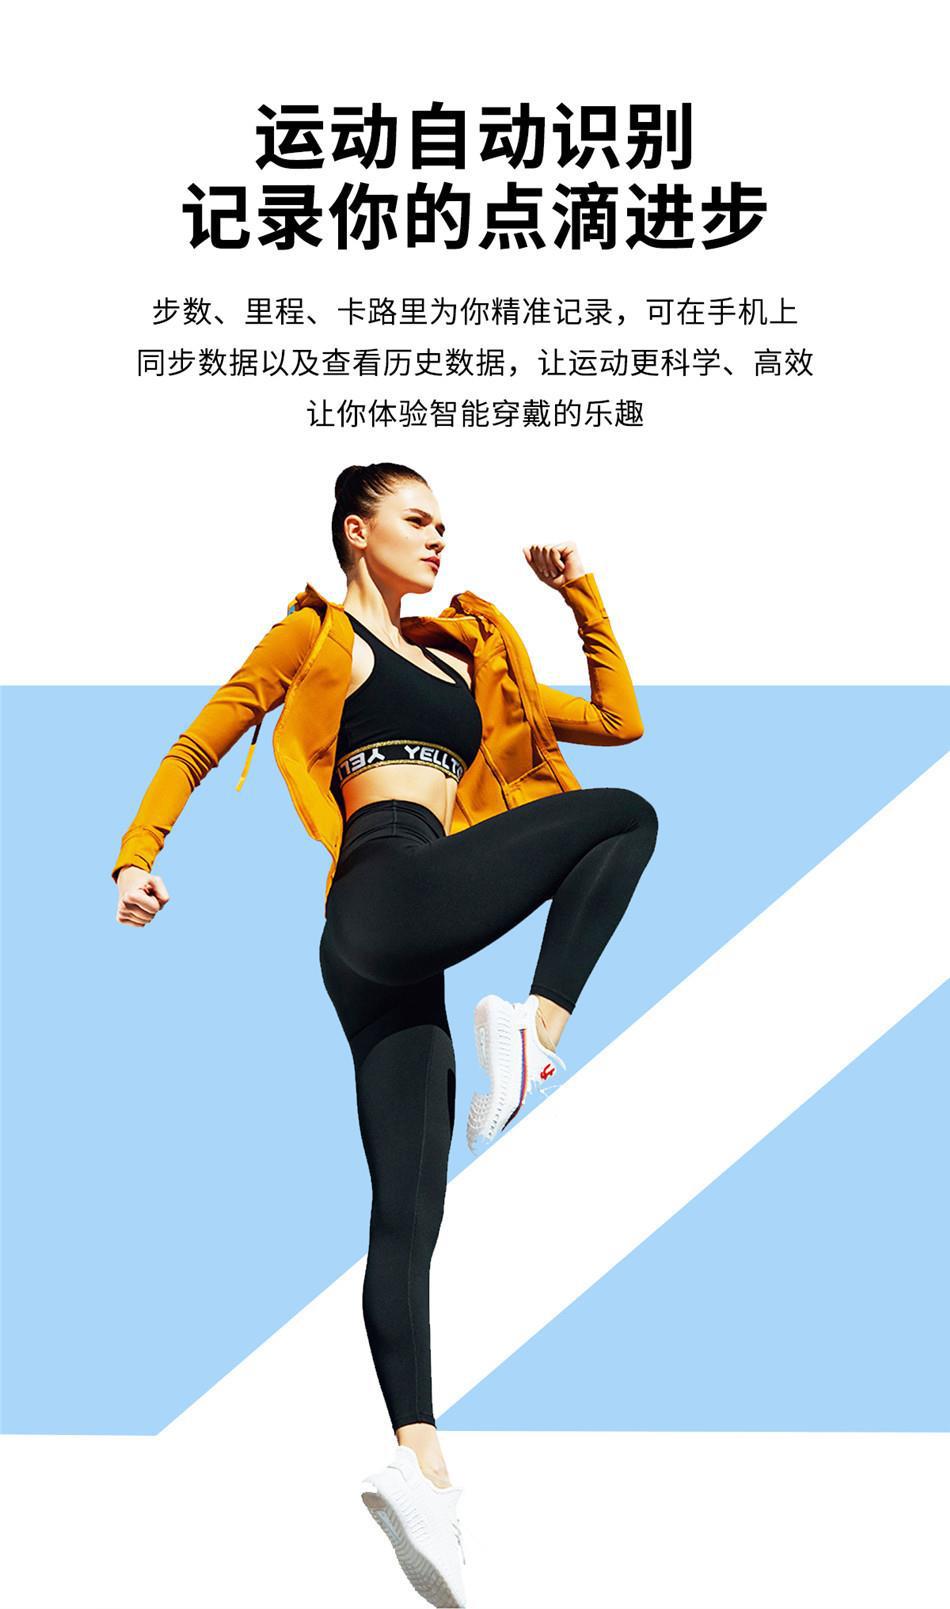 运动自动识别
记录你的点滴进步
步数、里程、卡路里为你精准记录，可在手机上
同步数据以及查看历史数据，让运动更科学、高效
让你体验智能穿戴的乐趣